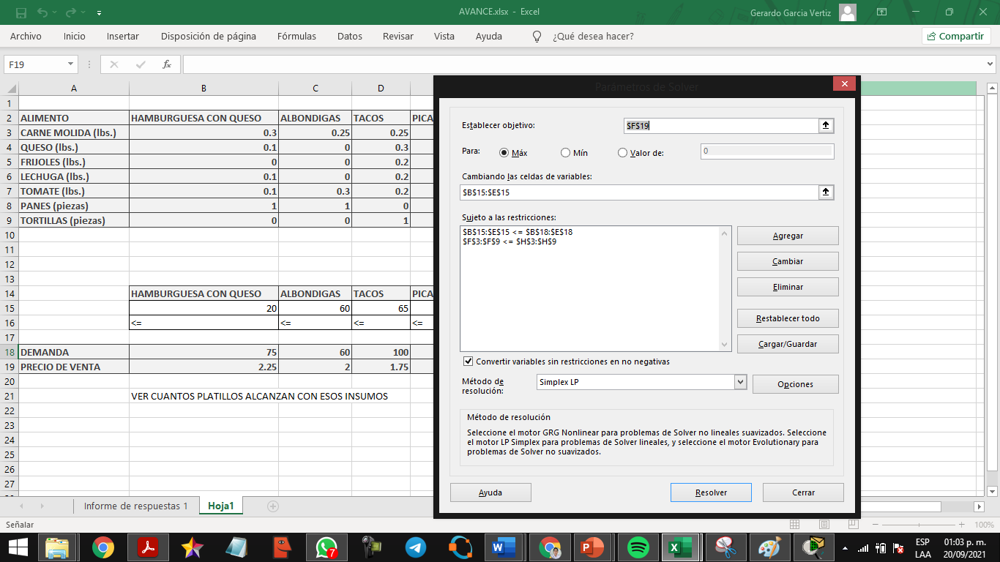 AVANCE.xlsx - Excel
Gerardo Garcia Vertiz
Archivo Inicio Insertar Disposición de página Fórmulas Datos Revisar Vista Ayuda ¿Qué desea hacer? Compartir
F19 fx
A B C D
1
2 ALIMENTO HAMBURGUESA CON QUESO ALBONDIGAS TACOS PICA
3 CARNE MOLIDA (lbs.) 0.3 0.25 0.25
4 QUESO (lbs.) 0.1 0 0.3
5 FRIJOLES (lbs.) 0 0 0.2
6 LECHUGA (lbs.) 0.1 0 0.2
7 TOMATE (lbs.) 0.1 0.3 0.2
8 PANES (piezas) 1 1 0
9 TORTILLAS (piezas) 0 0 1
10
11
12
13
14 HAMBURGUESA CON QUESO ALBONDIGAS TACOS PICA
15 20 60 65
16 <= <= <= <=
17
18 DEMANDA 75 60 100
19 PRECIO DE VENTA 2.25 2 1.75
20
21 VER CUANTOS PLATILLOS ALCANZAN CON ESOS INSUMOS
22
23
24
25
26
27
Parámetros de Solver
Establecer objetivo: $F$19
Para: Máx Mín Valor de: 0
Cambiando las celdas de variables:
$B$15:$E$15
Sujeto a las restricciones:
$B$15:$E$15 <= $B$18:$E$18
$F$3:$F$9 <= $H$3:$H$9
Agregar
Cambiar
Eliminar
Restablecer todo
Cargar/Guardar
Convertir variables sin restricciones en no negativas
Método de
resolución:
Simplex LP
Opciones
Método de resolución
Seleccione el motor GRG Nonlinear para problemas de Solver no lineales suavizados. Seleccione
el motor LP Simplex para problemas de Solver lineales, y seleccione el motor Evolutionary para
problemas de Solver no suavizados.
Ayuda Resolver Cerrar
Informe de respuestas 1 Hoja1
Señalar
100%
7
ESP 01:03 p. m.
LAA 20/09/2021